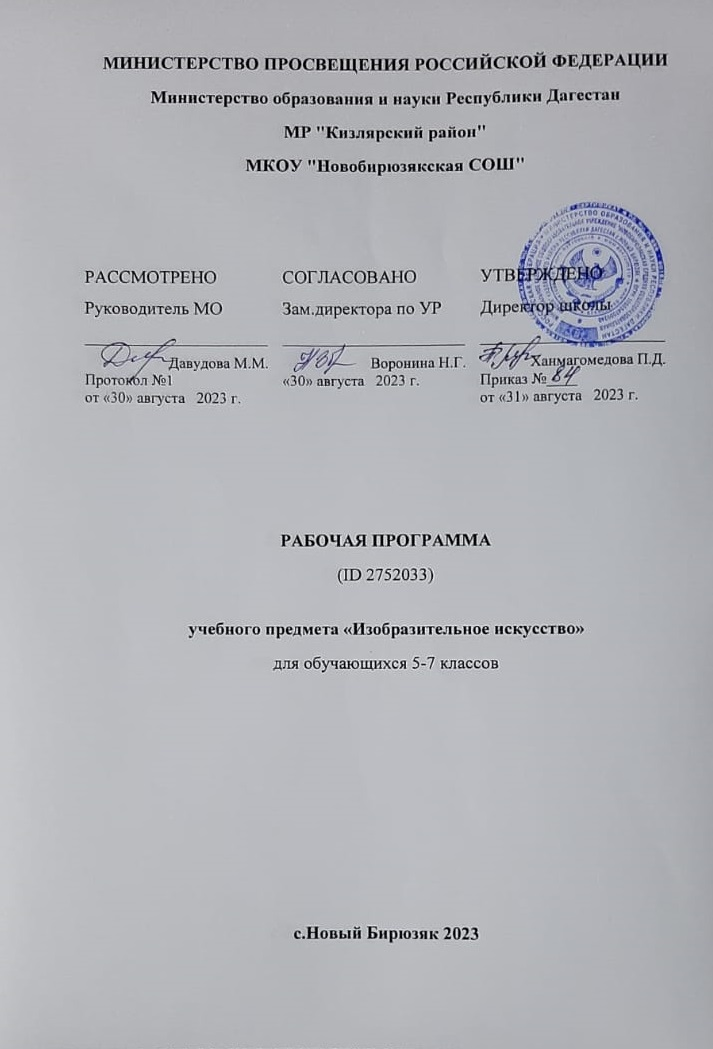 МИНИСТЕРСТВО ПРОСВЕЩЕНИЯ РОССИЙСКОЙ ФЕДЕРАЦИИ
Министерство образования и науки Республики Дагестан
МР "Кизлярский район"
МКОУ "Новобирюзякская СОШ"
РАССМОТРЕНО
Руководитель МО
Давудова М.М.
Протокол №1
от «30» августа 2023 г.
СОГЛАСОВАНО
Зам.директора по УР
Воронина Н.Г.
«30» августа 2023 г.
УТВЕРЖДЕНО
Директор школы
Ханмагомедова П.Д.
Приказ № 84
от «31» августа 2023 г.
РАБОЧАЯ ПРОГРАММА
(ID 2752033)
учебного предмета «Изобразительное искусство»
для обучающихся 5-7 классов
с.Новый Бирюзяк 2023